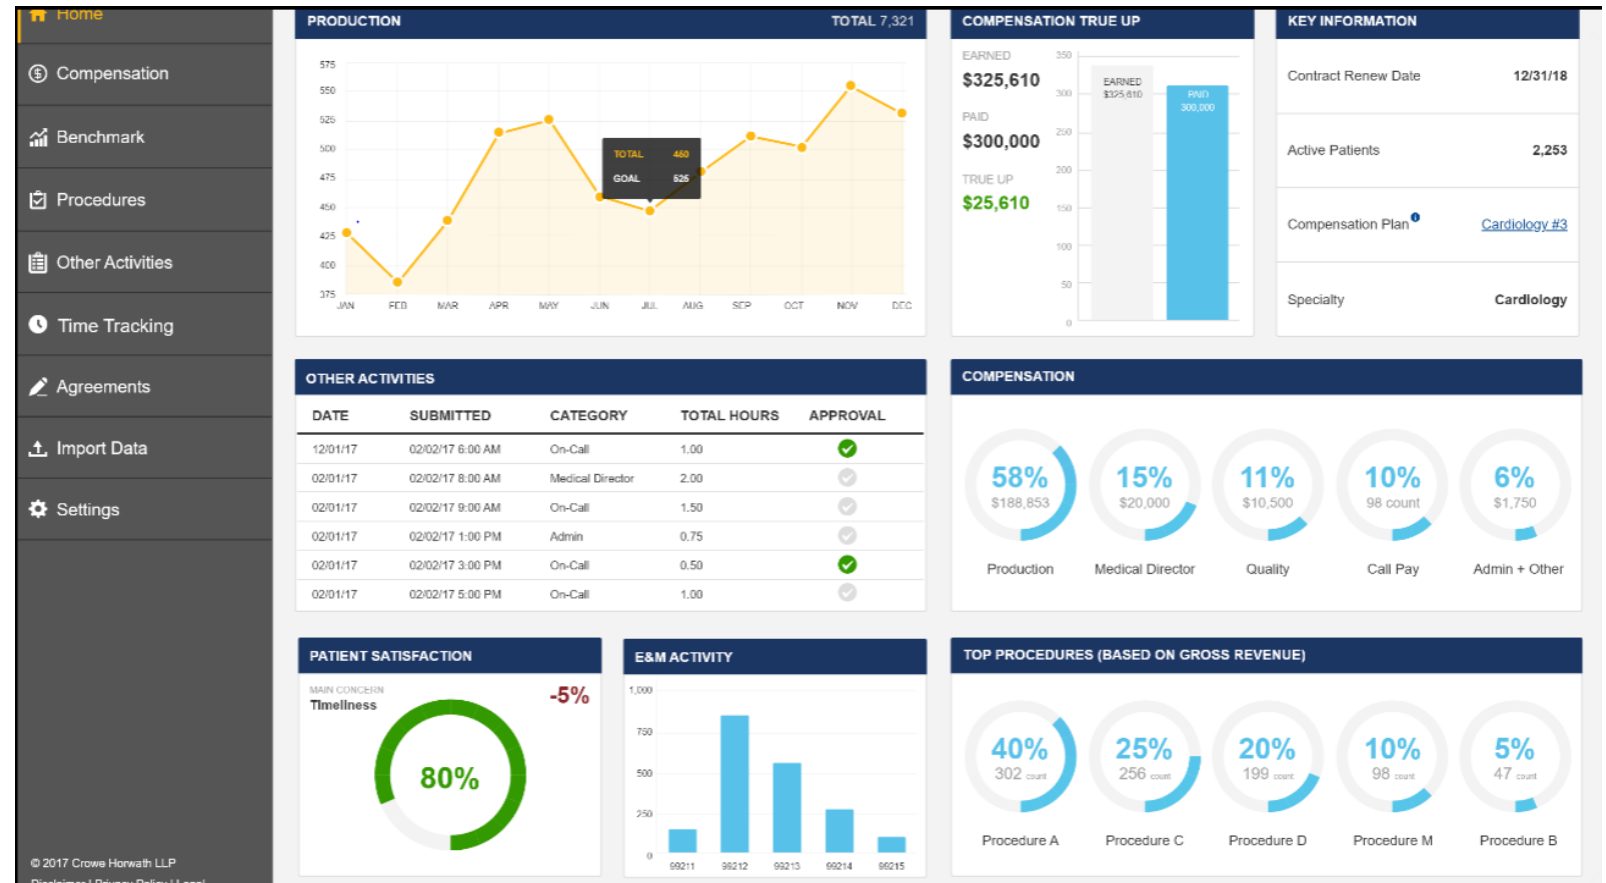 Home
Compensation
Benchmark
Procedures
Other Activities
Time Tracking
Agreements
Import Data
Settings
© 2017 Crowe Horwath LLP
Disclaimer | Privacy Policy | Legal
PRODUCTION TOTAL 7,321
575
550
525
500
475
450
425
400
375
JAN FEB MAR APR MAY JUN JUL AUG SEP OCT NOV DEC
TOTAL 460
GOAL 525
COMPENSATION TRUE UP
EARNED
$325,610
PAID
$300,000
TRUE UP
$25,610
350
300
250
200
150
100
50
0
EARNED
$325,610
PAID
300,000
KEY INFORMATION
Contract Renew Date 12/31/18
Active Patients 2,253
Compensation Plan Cardiology #3
Specialty Cardiology
OTHER ACTIVITIES
DATE SUBMITTED CATEGORY TOTAL HOURS APPROVAL
12/01/17 02/02/17 6:00 AM On-Call 1.00
02/01/17 02/02/17 8:00 AM Medical Director 2.00
02/01/17 02/02/17 9:00 AM On-Call 1.50
02/01/17 02/02/17 1:00 PM Admin 0.75
02/01/17 02/02/17 3:00 PM On-Call 0.50
02/01/17 02/02/17 5:00 PM On-Call 1.00
COMPENSATION
58% 15% 11% 10% 6%
$188,853 $20,000 $10,500 98 count $1,750
Production Medical Director Quality Call Pay Admin + Other
PATIENT SATISFACTION
MAIN CONCERN
Timeliness
-5%
80%
E&M ACTIVITY
1,000
750
500
250
0
99211 99212 99213 99214 99215
TOP PROCEDURES (BASED ON GROSS REVENUE)
40% 25% 20% 10% 5%
302 count 256 count 199 count 98 count 47 count
Procedure A Procedure C Procedure D Procedure M Procedure B